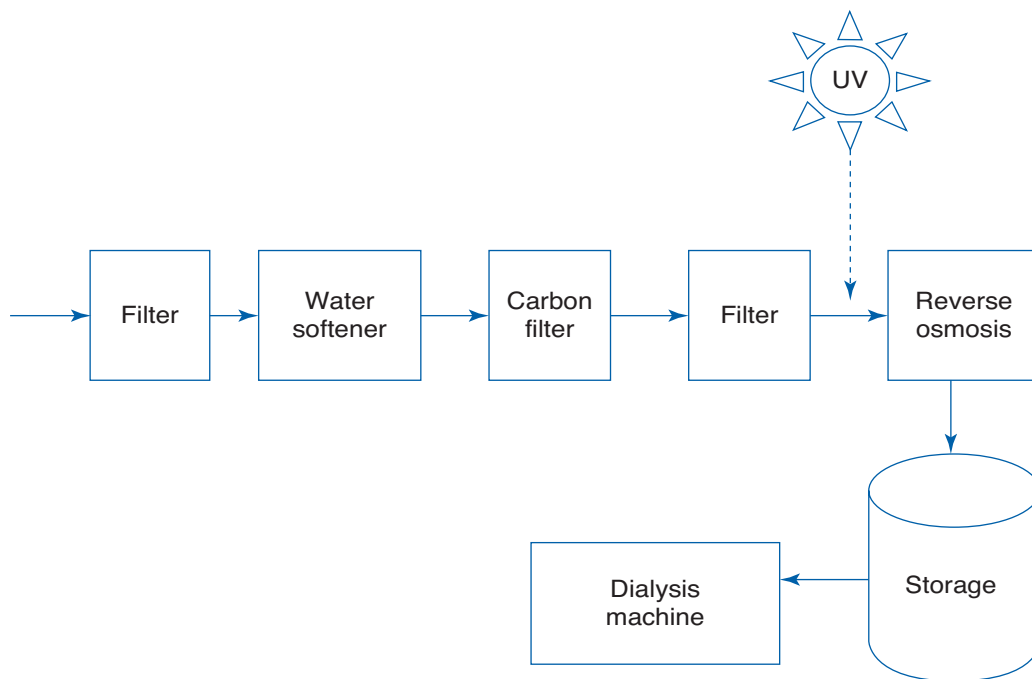 UV
Filter
Water
softener
Carbon
filter
Filter
Reverse
osmosis
Storage
Dialysis
machine